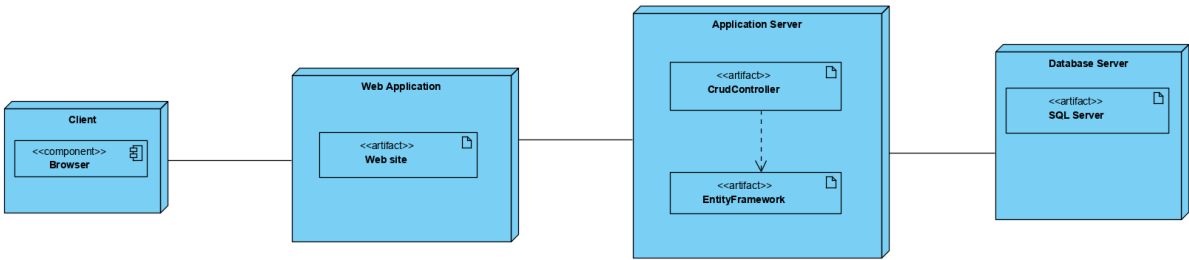 Client
<<component>>
Browser
Web Application
<<artifact>>
Web site
Application Server
<<artifact>>
CrudController
<<artifact>>
EntityFramework
Database Server
<<artifact>>
SQL Server